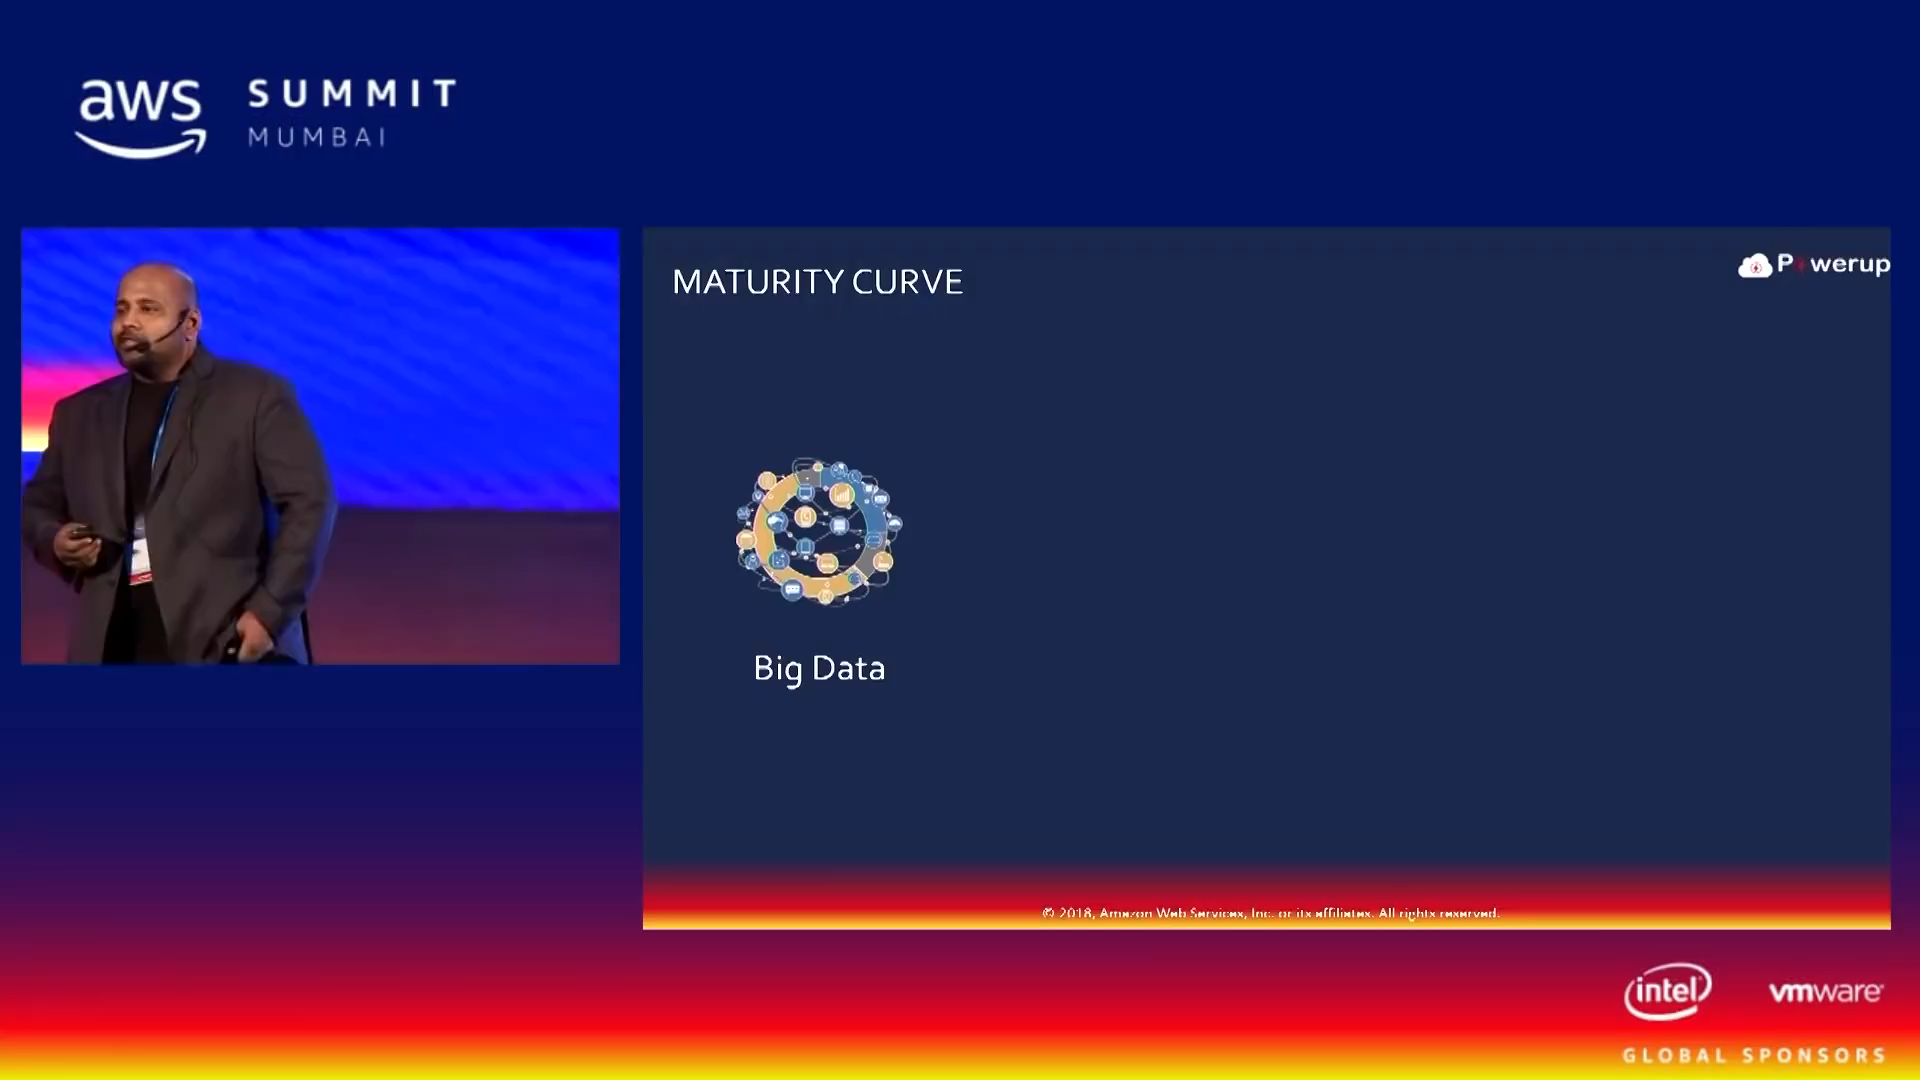 aws SUMMIT
MUMBAI
MATURITY CURVE
Powerup
Big Data
© 2018, Amazon Web Services, Inc. or its affiliates. All rights reserved.
intel
vmware
GLOBAL SPONSORS